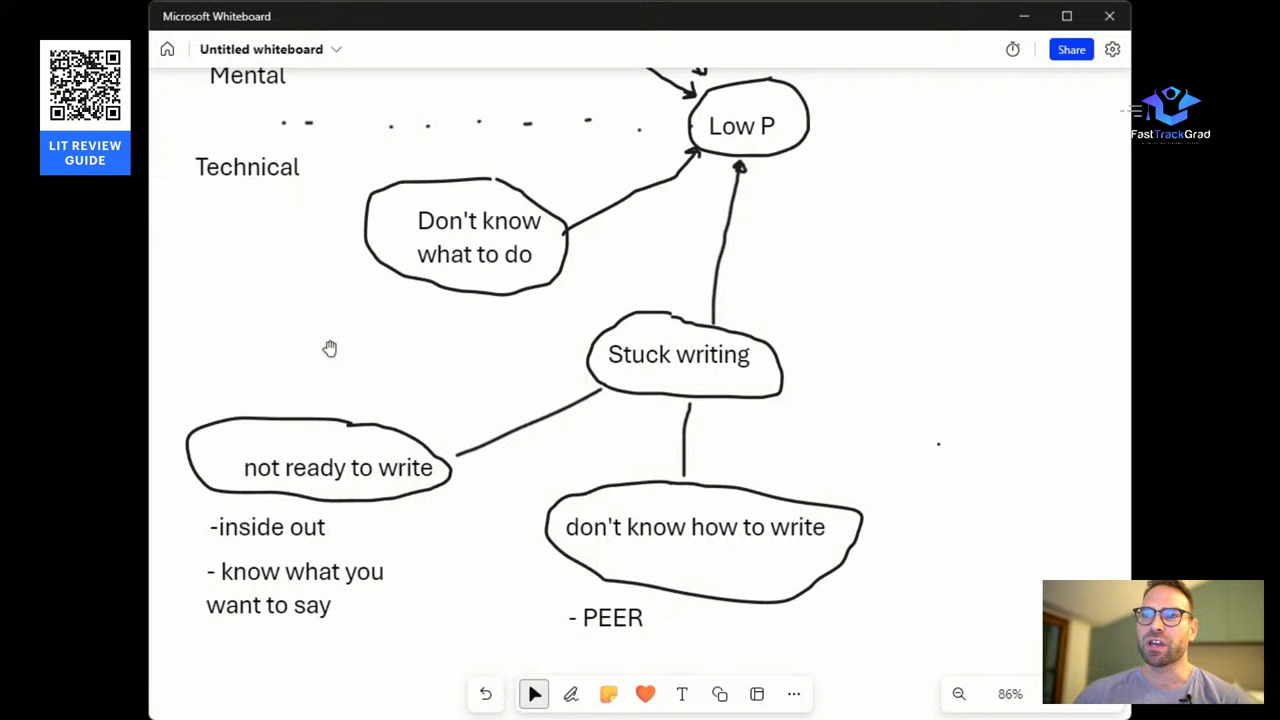 Microsoft Whiteboard
Untitled whiteboard
Share
LIT REVIEW
GUIDE
FastTrackGrad
Mental
Low P
Technical
Don't know
what to do
Stuck writing
not ready to write
-inside out
- know what you
want to say
don't know how to write
- PEER
86%